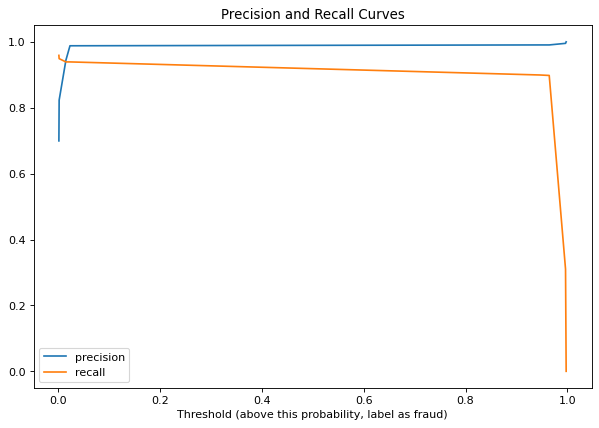 Precision and Recall Curves
1.0
0.8
0.6
0.4
0.2
0.0
precision
recall
0.0 0.2 0.4 0.6 0.8 1.0
Threshold (above this probability, label as fraud)